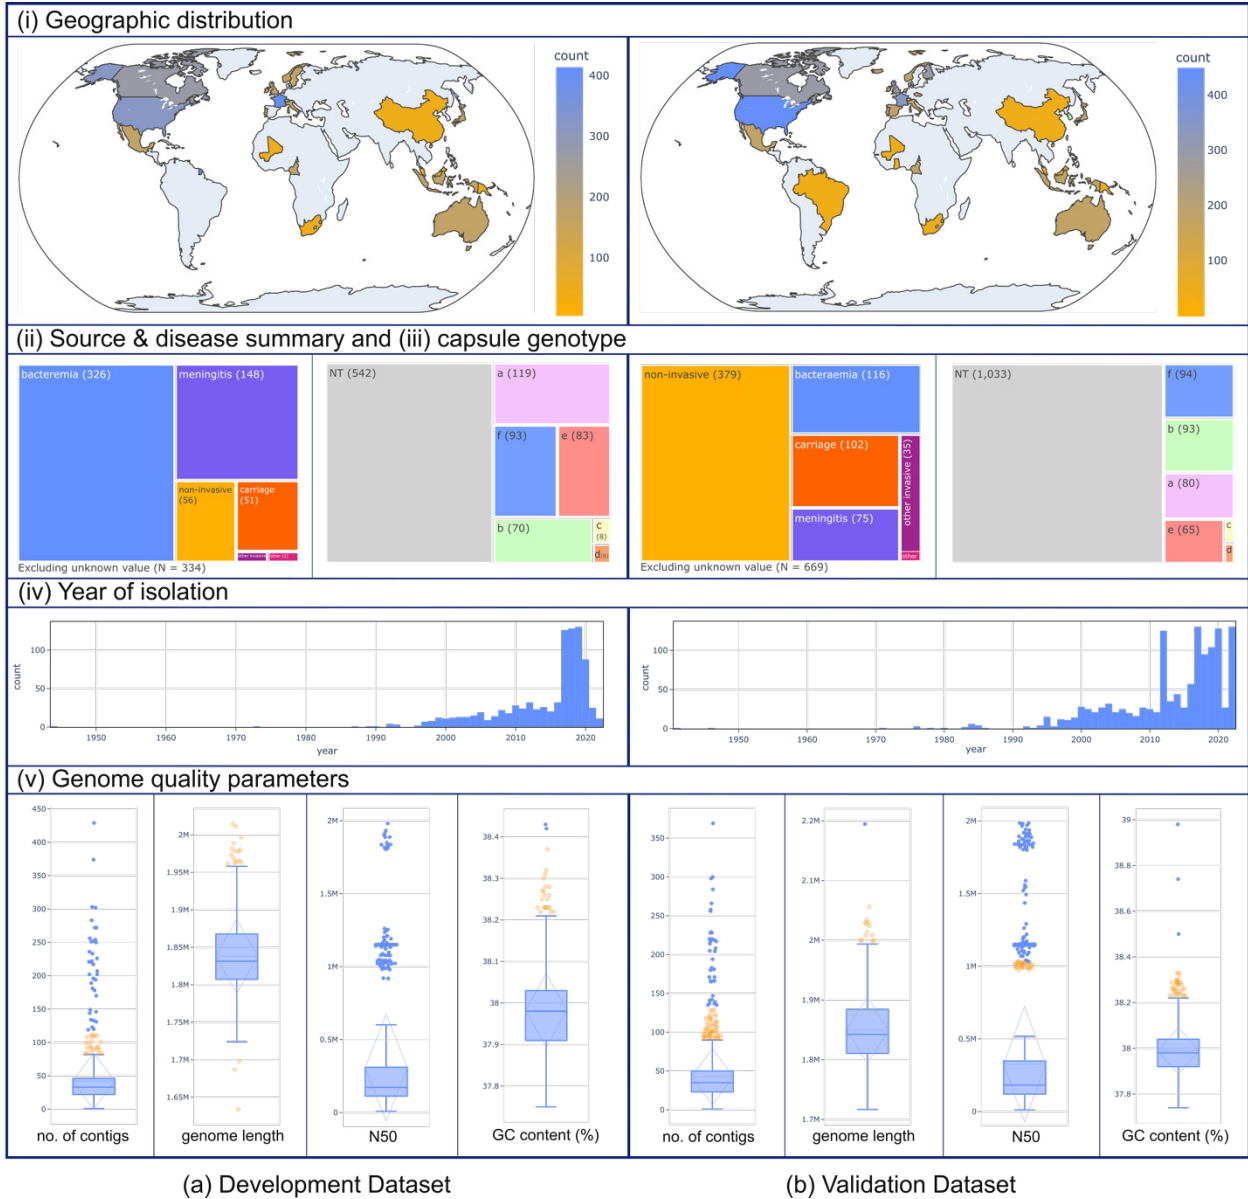 (i) Geographic distribution
count
400
300
200
100
count
400
300
200
100
(ii) Source & disease summary and (iii) capsule genotype
bacteremia (326)
meningitis (148)
non-invasive (56)
carriage (51)
other invasive
other (2)
Excluding unknown value (N = 334)
NT (542)
a (119)
f (93)
e (83)
b (70)
c (8)
d(6)
non-invasive (379)
bacteraemia (116)
carriage (102)
other invasive (35)
meningitis (75)
other
Excluding unknown value (N = 669)
NT (1,033)
f (94)
b (93)
a (80)
e (65)
c
d
(iv) Year of isolation
count
100
50
0
1950 1960 1970 1980 1990 2000 2010 2020
year
count
100
50
0
1950 1960 1970 1980 1990 2000 2010 2020
year
(v) Genome quality parameters
450
400
350
300
250
200
150
100
50
0
no. of contigs
2M
1.95M
1.9M
1.85M
1.8M
1.75M
1.7M
1.65M
genome length
2M
1.5M
1M
0.5M
0
N50
38.4
38.3
38.2
38.1
38
37.9
37.8
GC content (%)
350
300
250
200
150
100
50
0
no. of contigs
2.2M
2.1M
2M
1.9M
1.8M
1.7M
genome length
2M
1.5M
1M
0.5M
0
N50
39
38.8
38.6
38.4
38.2
38
37.8
GC content (%)
(a) Development Dataset
(b) Validation Dataset